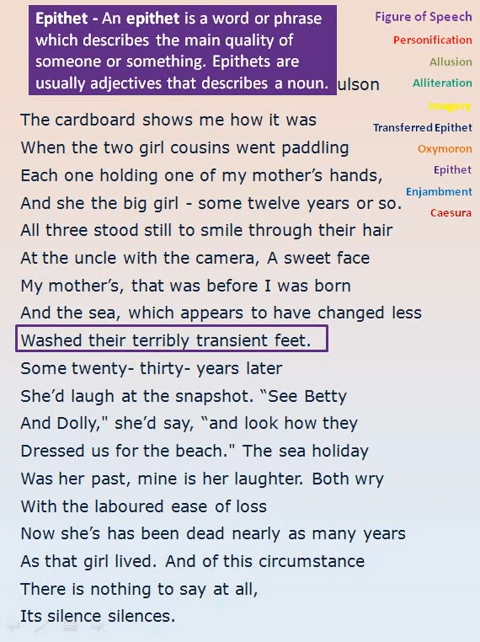 Epithet - An epithet is a word or phrase
which describes the main quality of
someone or something. Epithets are
usually adjectives that describes a noun.
ulson
Figure of Speech
Personification
Allusion
Alliteration
Imagery
Transferred Epithet
Oxymoron
Epithet
Enjambment
Caesura
The cardboard shows me how it was
When the two girl cousins went paddling
Each one holding one of my mother's hands,
And she the big girl - some twelve years or so.
All three stood still to smile through their hair
At the uncle with the camera, A sweet face
My mother's, that was before I was born
And the sea, which appears to have changed less
Washed their terribly transient feet.
Some twenty- thirty- years later
She'd laugh at the snapshot. “See Betty
And Dolly," she'd say, “and look how they
Dressed us for the beach." The sea holiday
Was her past, mine is her laughter. Both wry
With the laboured ease of loss
Now she's has been dead nearly as many years
As that girl lived. And of this circumstance
There is nothing to say at all,
Its silence silences.